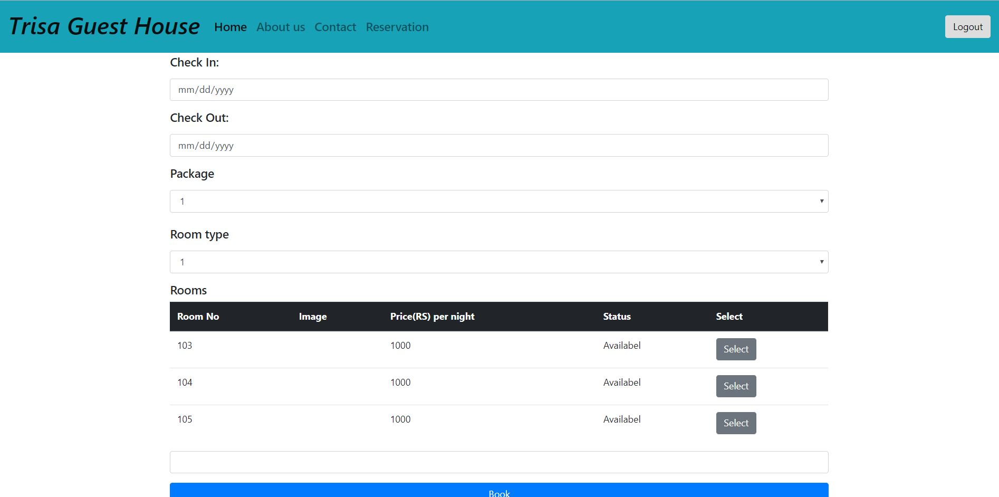 Trisa Guest House Home About us Contact Reservation Logout
Check In:
mm/dd/yyyy
Check Out:
mm/dd/yyyy
Package
1
Room type
1
Rooms
Room No Image Price(RS) per night Status Select
103 1000 Availabel Select
104 1000 Availabel Select
105 1000 Availabel Select
Book